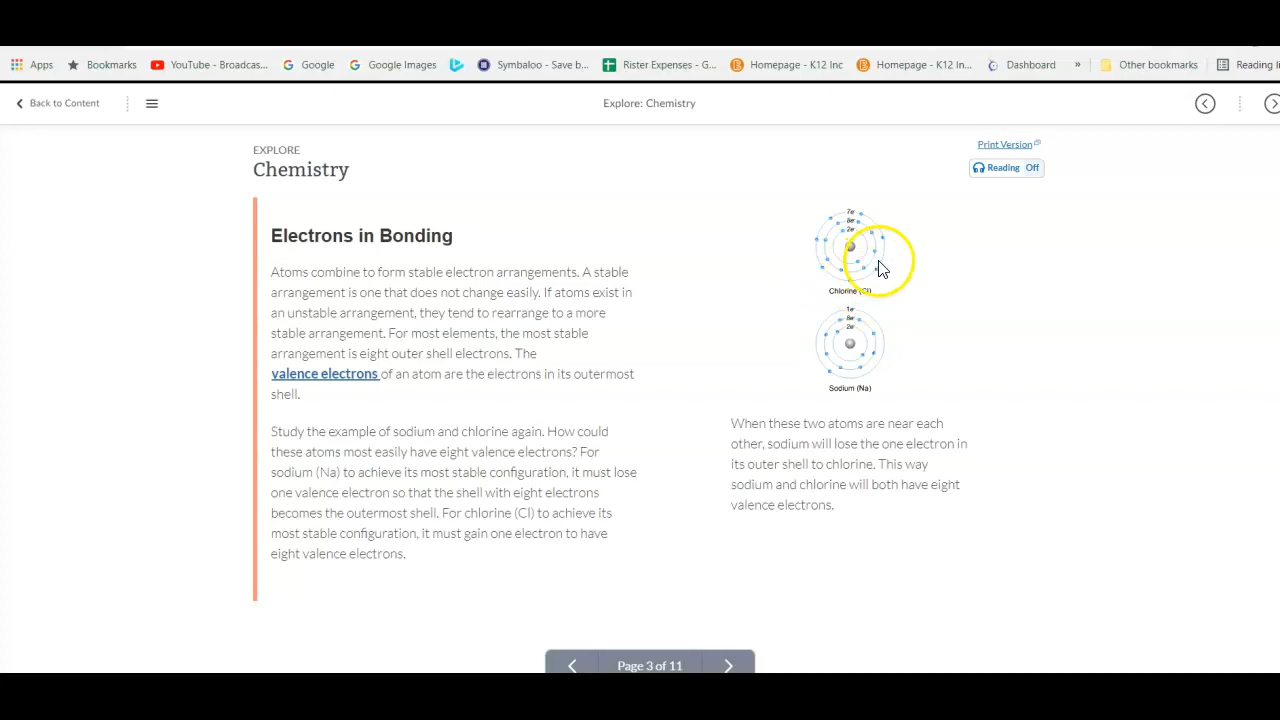 Apps Bookmarks YouTube - Broadcas... Google Google Images Symbaloo - Save b... Rister Expenses - G... Homepage - K12 Inc Homepage - K12 In... Dashboard » Other bookmarks Reading li
Back to Content Explore: Chemistry
EXPLORE
Chemistry
Print Version
Reading Off
Electrons in Bonding
Atoms combine to form stable electron arrangements. A stable
arrangement is one that does not change easily. If atoms exist in
an unstable arrangement, they tend to rearrange to a more
stable arrangement. For most elements, the most stable
arrangement is eight outer shell electrons. The
valence electrons of an atom are the electrons in its outermost
shell.
Study the example of sodium and chlorine again. How could
these atoms most easily have eight valence electrons? For
sodium (Na) to achieve its most stable configuration, it must lose
one valence electron so that the shell with eight electrons
becomes the outermost shell. For chlorine (Cl) to achieve its
most stable configuration, it must gain one electron to have
eight valence electrons.
7e⁻
8e⁻
2e⁻
Chlorine (Cl)
1e⁻
8e⁻
2e⁻
Sodium (Na)
When these two atoms are near each
other, sodium will lose the one electron in
its outer shell to chlorine. This way
sodium and chlorine will both have eight
valence electrons.
Page 3 of 11